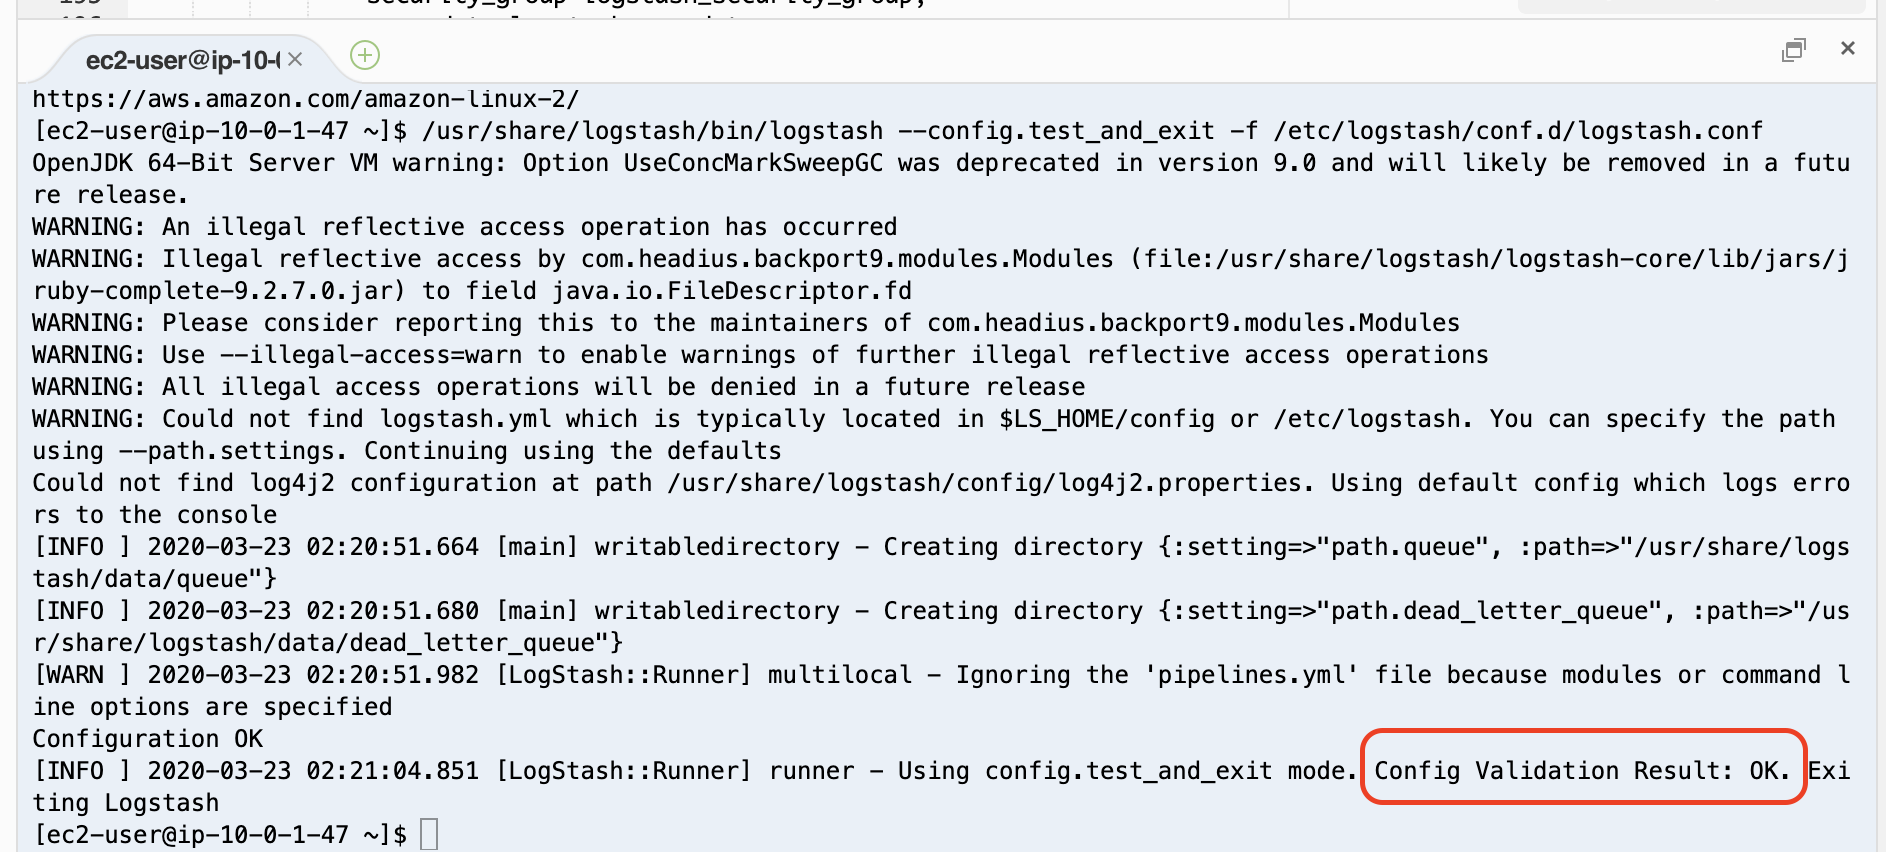 ec2-user@ip-10-
https://aws.amazon.com/amazon-linux-2/
[ec2-user@ip-10-0-1-47 ~]$ /usr/share/logstash/bin/logstash --config.test_and_exit -f /etc/logstash/conf.d/logstash.conf
OpenJDK 64-Bit Server VM warning: Option UseConcMarkSweepGC was deprecated in version 9.0 and will likely be removed in a futu
re release.
WARNING: An illegal reflective access operation has occurred
WARNING: Illegal reflective access by com.headius.backport9.modules.Modules (file:/usr/share/logstash/logstash-core/lib/jars/j
ruby-complete-9.2.7.0.jar) to field java.io.FileDescriptor.fd
WARNING: Please consider reporting this to the maintainers of com.headius.backport9.modules.Modules
WARNING: Use --illegal-access=warn to enable warnings of further illegal reflective access operations
WARNING: All illegal access operations will be denied in a future release
WARNING: Could not find logstash.yml which is typically located in $LS_HOME/config or /etc/logstash. You can specify the path
using --path.settings. Continuing using the defaults
Could not find log4j2 configuration at path /usr/share/logstash/config/log4j2.properties. Using default config which logs erro
rs to the console
[INFO ] 2020-03-23 02:20:51.664 [main] writabledirectory - Creating directory {:setting=>"path.queue", :path=>"/usr/share/logs
tash/data/queue"}
[INFO ] 2020-03-23 02:20:51.680 [main] writabledirectory - Creating directory {:setting=>"path.dead_letter_queue", :path=>"/us
r/share/logstash/data/dead_letter_queue"}
[WARN ] 2020-03-23 02:20:51.982 [LogStash::Runner] multilocal - Ignoring the 'pipelines.yml' file because modules or command l
ine options are specified
Configuration OK
[INFO ] 2020-03-23 02:21:04.851 [LogStash::Runner] runner - Using config.test_and_exit mode. Config Validation Result: OK. Exi
ting Logstash
[ec2-user@ip-10-0-1-47 ~]$